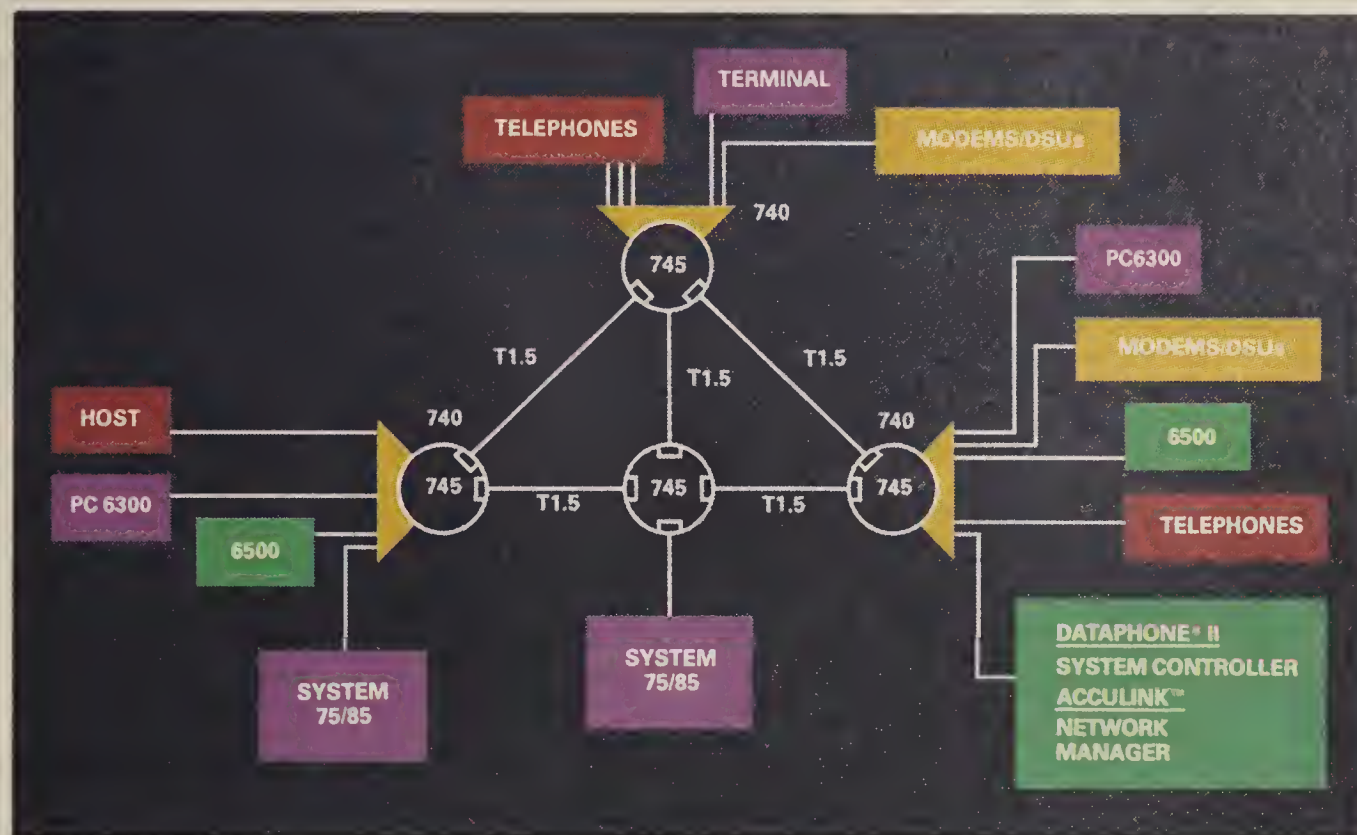 TERMINAL
TELEPHONES
MODEMS/DSUs
740
745
PC6300
MODEMS/DSUs
T1.5
T1.5
T1.5
HOST
740
740
6500
PC 6300
745
T1.5
745
T1.5
745
6500
TELEPHONES
SYSTEM
75/85
SYSTEM
75/85
DATAPHONE® II
SYSTEM CONTROLLER
ACCULINK™
NETWORK
MANAGER